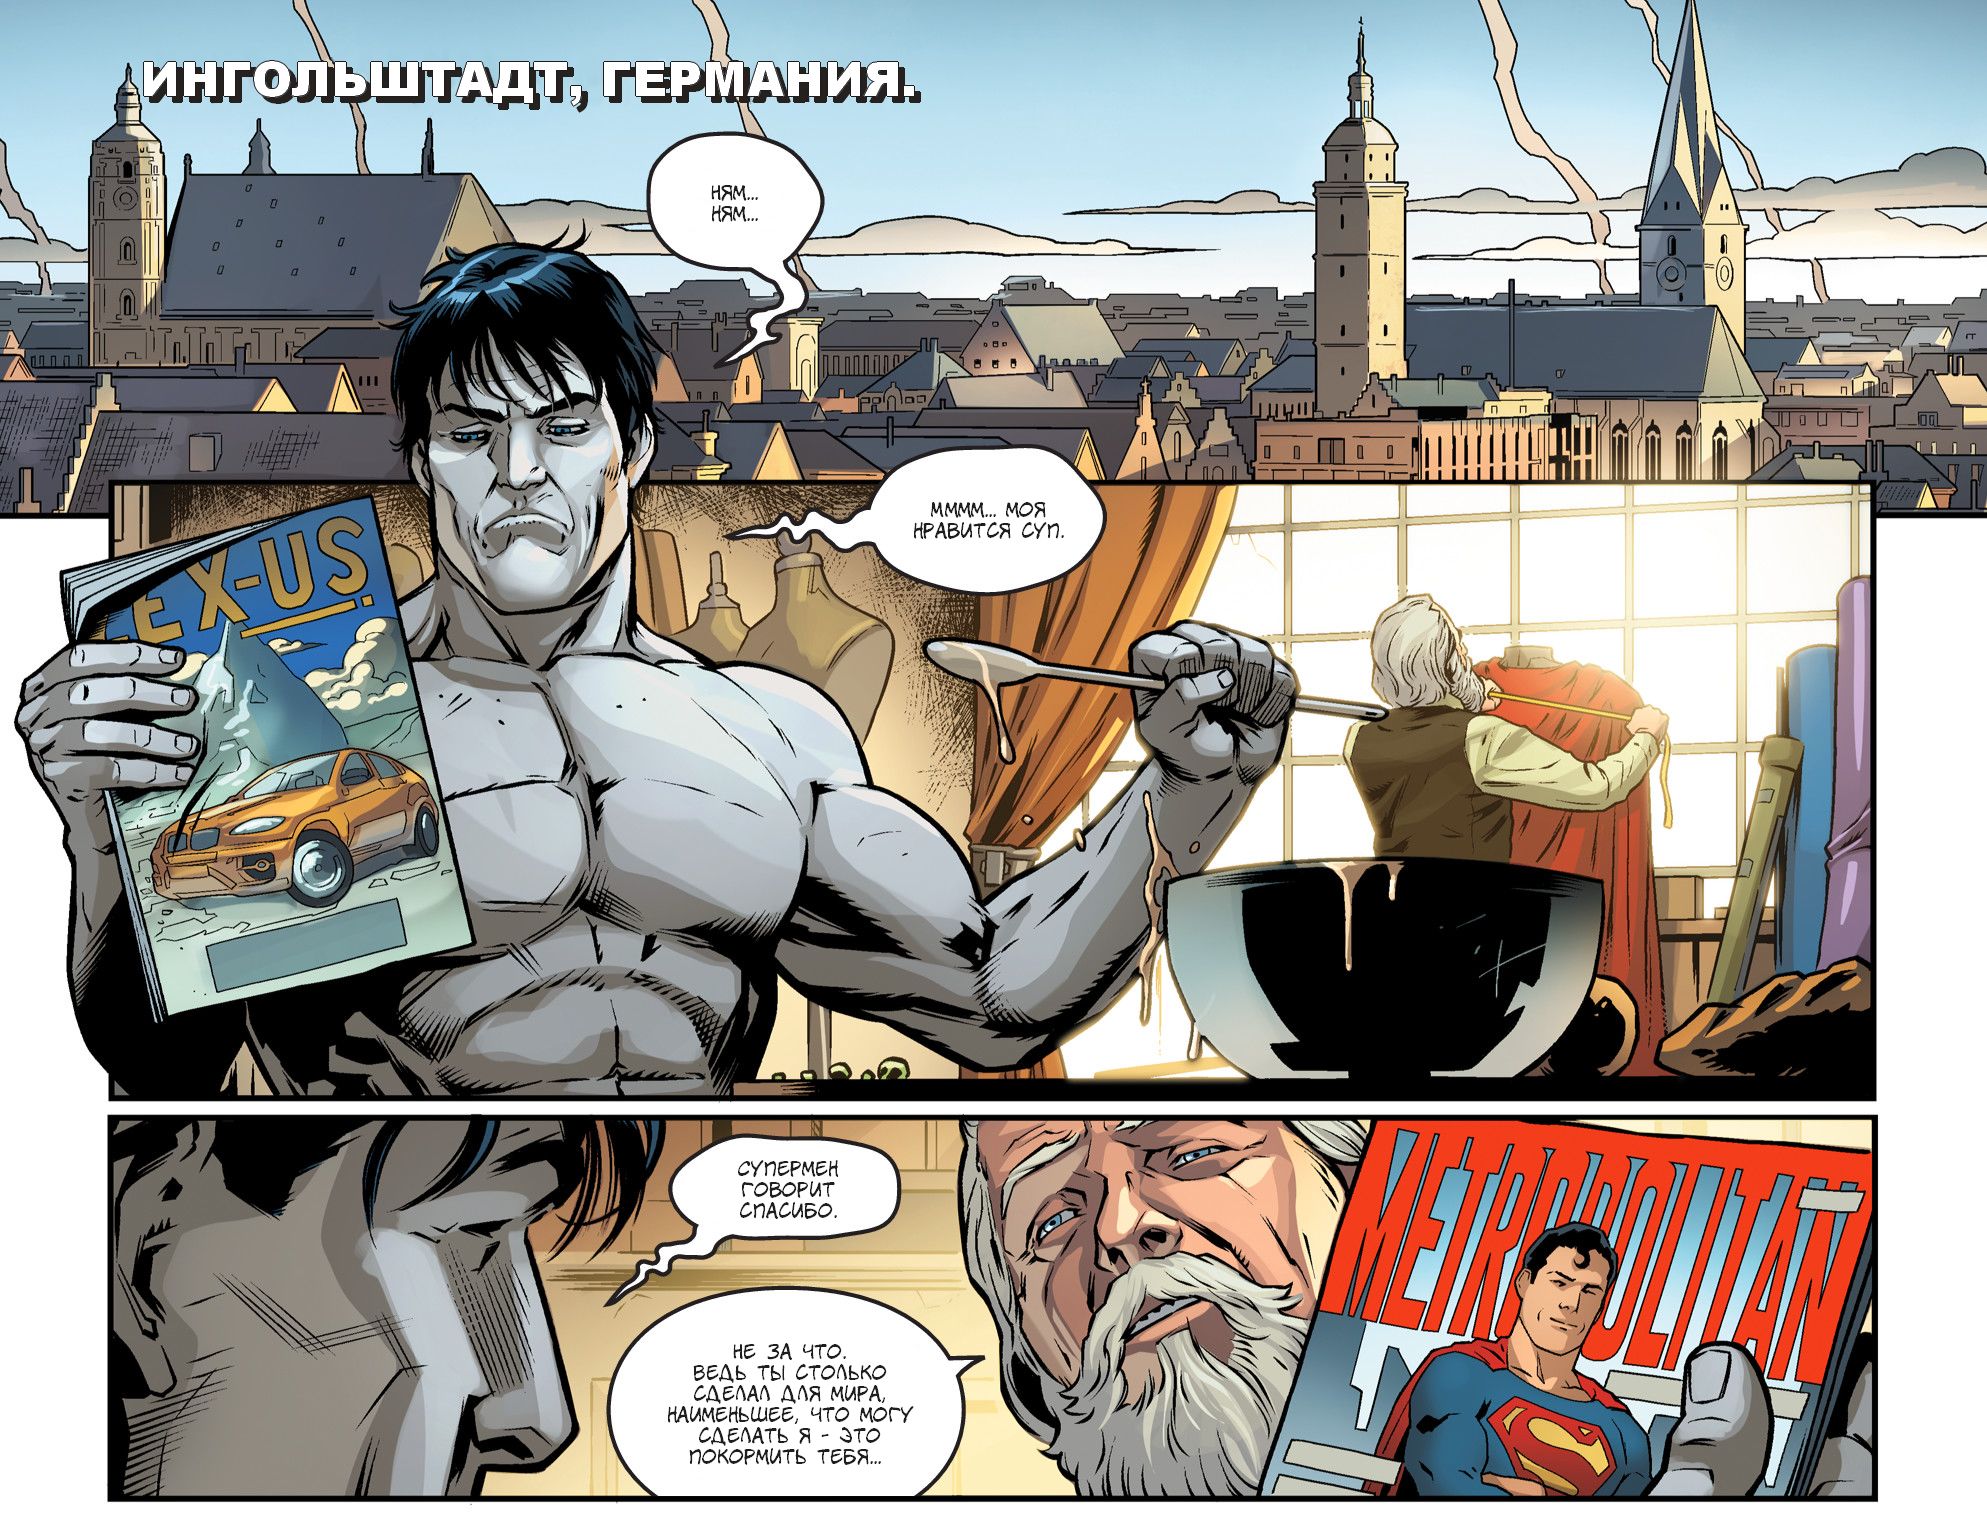 ИНГОЛЬШТАДТ, ГЕРМАНИЯ.
НЯМ...
НЯМ...
ММММ... МОЯ
НРАВИТСЯ СУП.
EX-US
СУПЕРМЕН
ГОВОРИТ
СПАСИБО.
НЕ ЗА ЧТО.
ВЕДЬ ТЫ СТОЛЬКО
СДЕЛАЛ ДЛЯ МИРА,
НАИМЕНЬШЕЕ, ЧТО МОГУ
СДЕЛАТЬ Я - ЭТО
ПОКОРМИТЬ ТЕБЯ...
METROPOLITAN
S